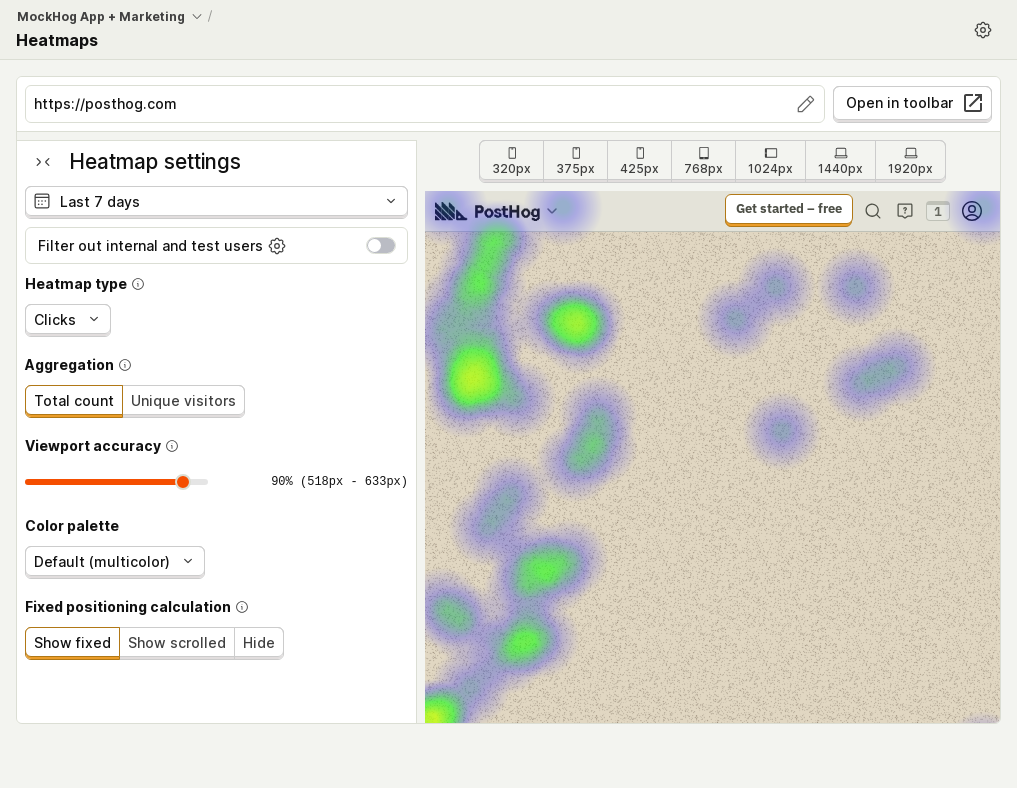 MockHog App + Marketing /
Heatmaps
https://posthog.com
Open in toolbar
Heatmap settings
Last 7 days
Filter out internal and test users
Heatmap type
Clicks
Aggregation
Total count
Unique visitors
Viewport accuracy
90% (518px - 633px)
Color palette
Default (multicolor)
Fixed positioning calculation
Show fixed
Show scrolled
Hide
320px
375px
425px
768px
1024px
1440px
1920px
PostHog
Get started – free
1